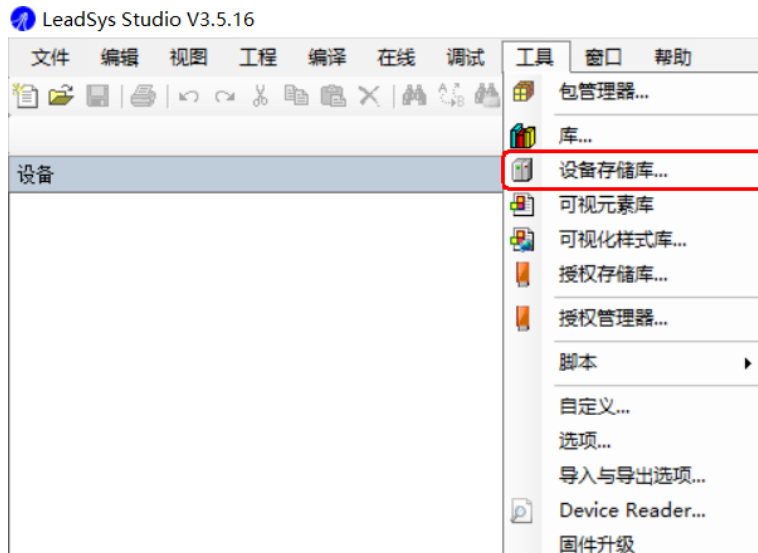 LeadSys Studio V3.5.16
文件 编辑 视图 工程 编译 在线 调试 工具 窗口 帮助
包管理器...
库...
设备
设备存储库...
可视元素库
可视化样式库...
授权存储库...
授权管理器...
脚本
自定义...
选项...
导入与导出选项...
Device Reader...
固件升级